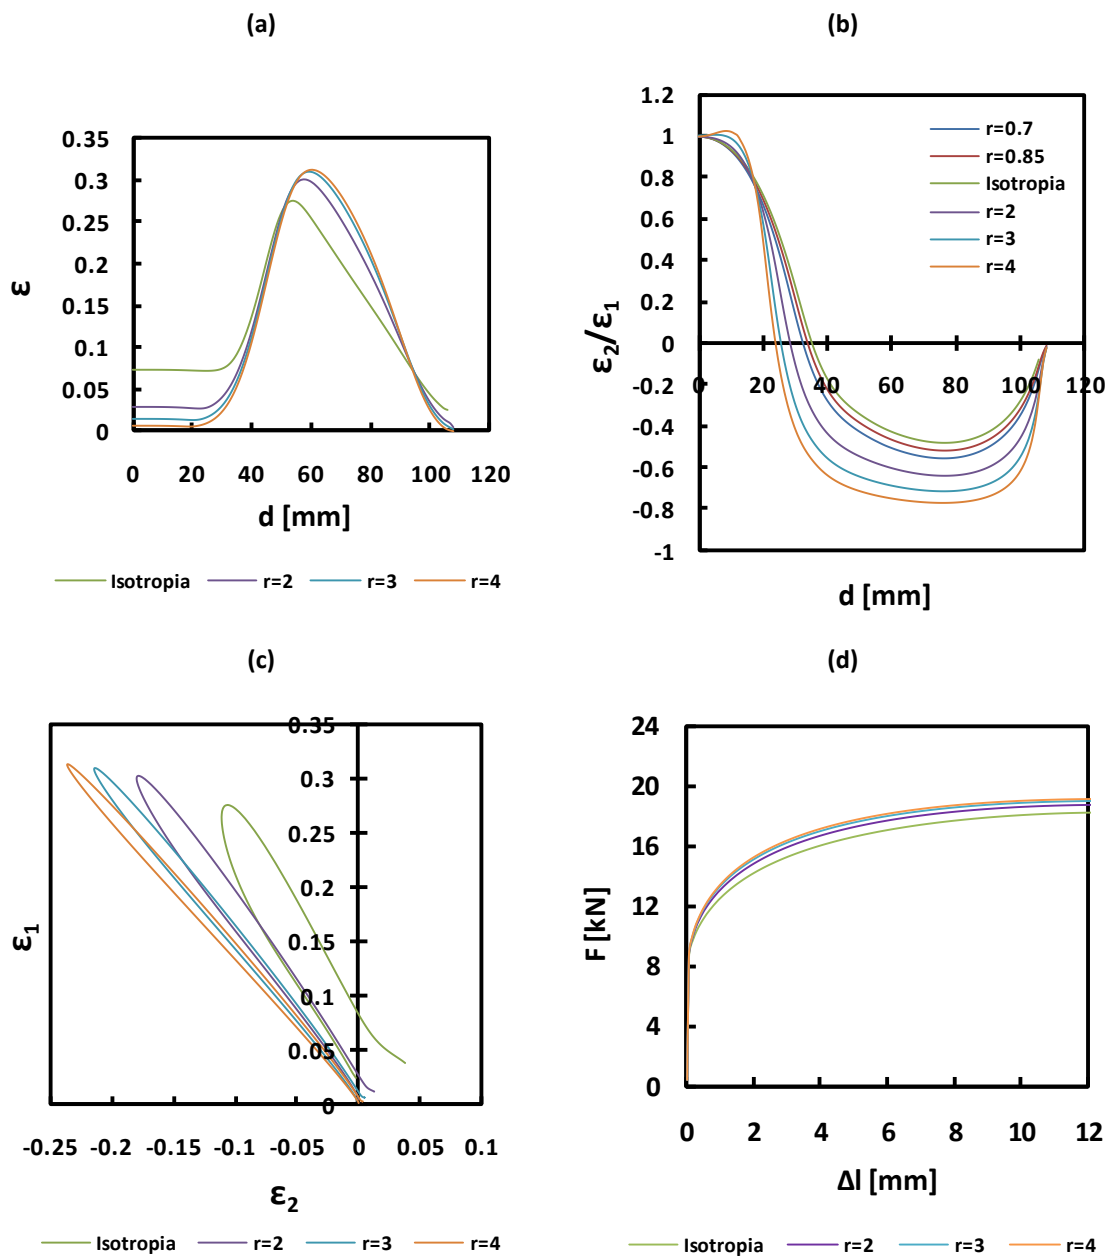 (a)
0.35
0.3
0.25
0.2
0.15
0.1
0.05
0
ε
0 20 40 60 80 100 120
d [mm]
Isotropia r=2 r=3 r=4
(b)
1.2
1
0.8
0.6
0.4
0.2
0
-0.2
-0.4
-0.6
-0.8
-1
ε₂/ε₁
0 20 40 60 80 100 120
d [mm]
r=0.7
r=0.85
Isotropia
r=2
r=3
r=4
(c)
0.35
0.3
0.25
0.2
0.15
0.1
0.05
0
ε₁
-0.25 -0.2 -0.15 -0.1 -0.05 0 0.05 0.1
ε₂
Isotropia r=2 r=3 r=4
(d)
24
20
16
12
8
4
0
F [kN]
0 2 4 6 8 10 12
Δl [mm]
Isotropia r=2 r=3 r=4